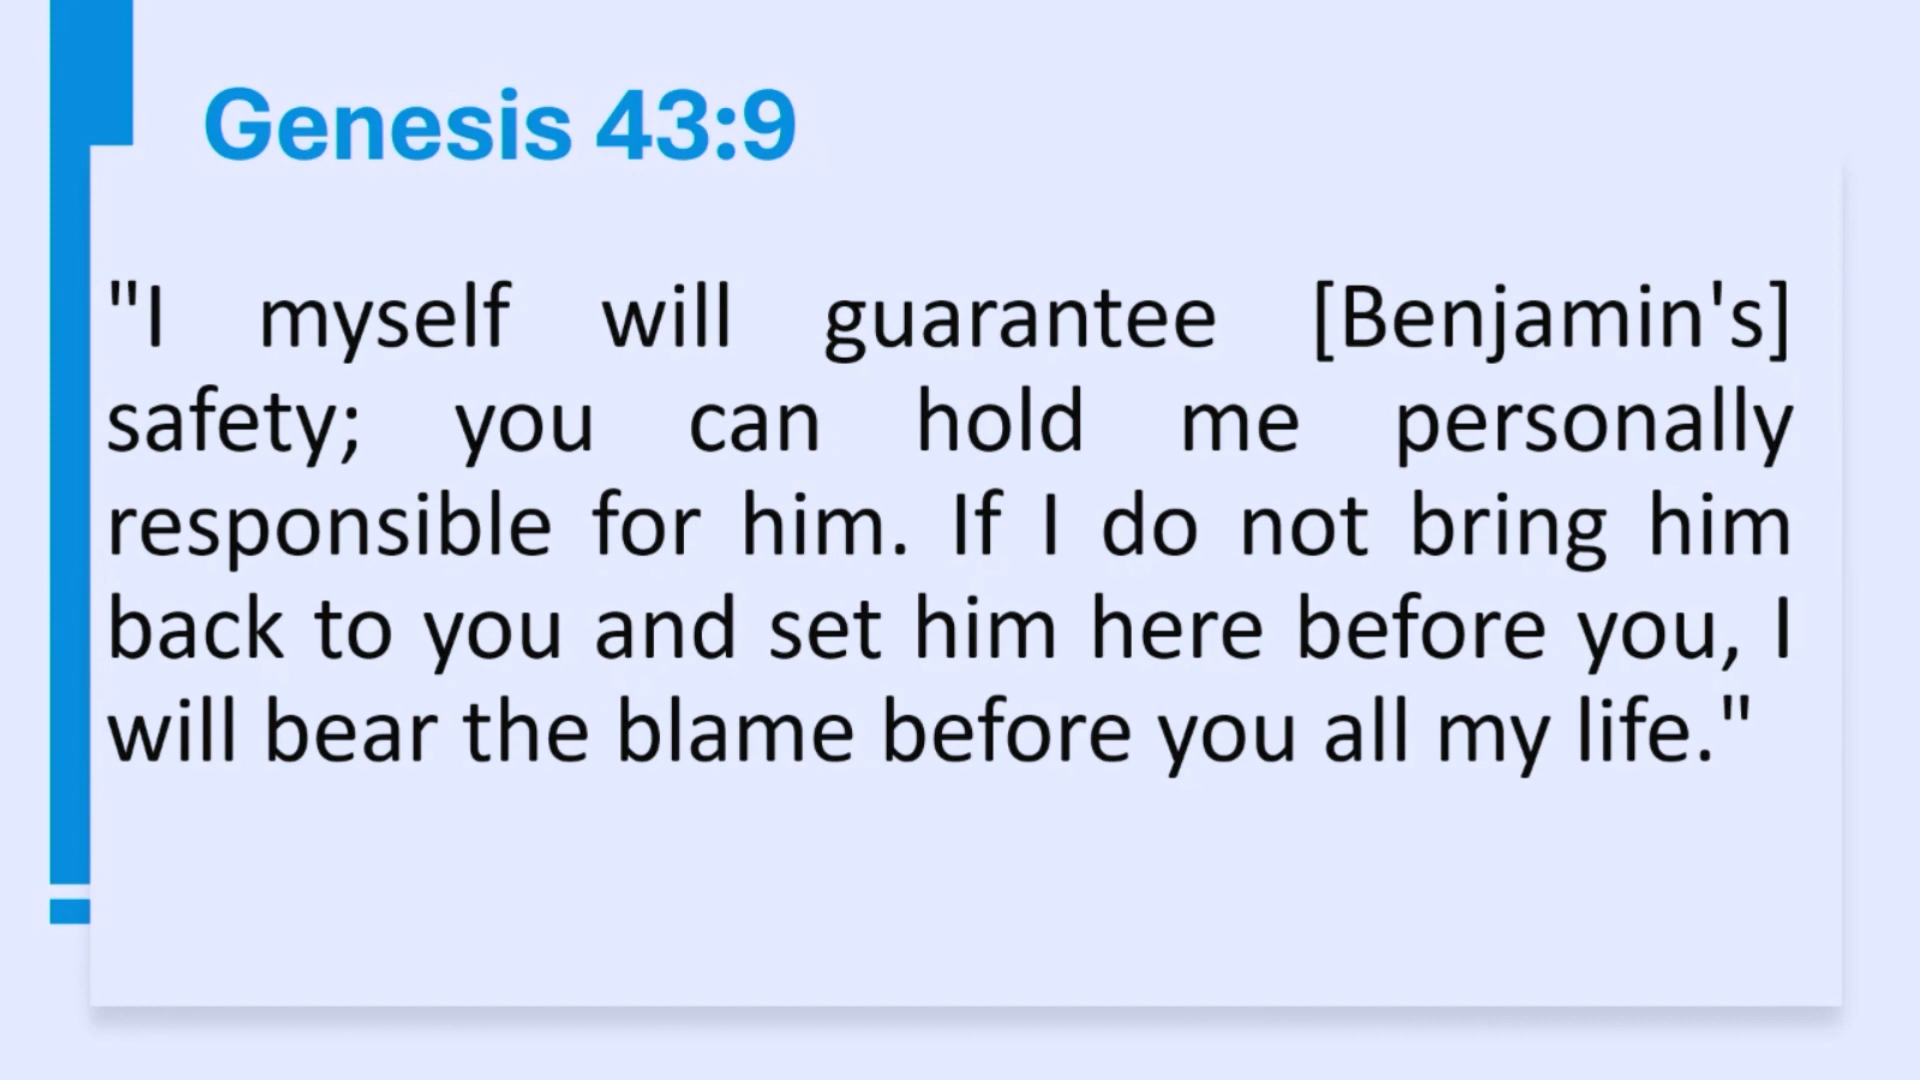 Genesis 43:9
"I myself will guarantee [Benjamin's]
safety; you can hold me personally
responsible for him. If I do not bring him
back to you and set him here before you, I
will bear the blame before you all my life."